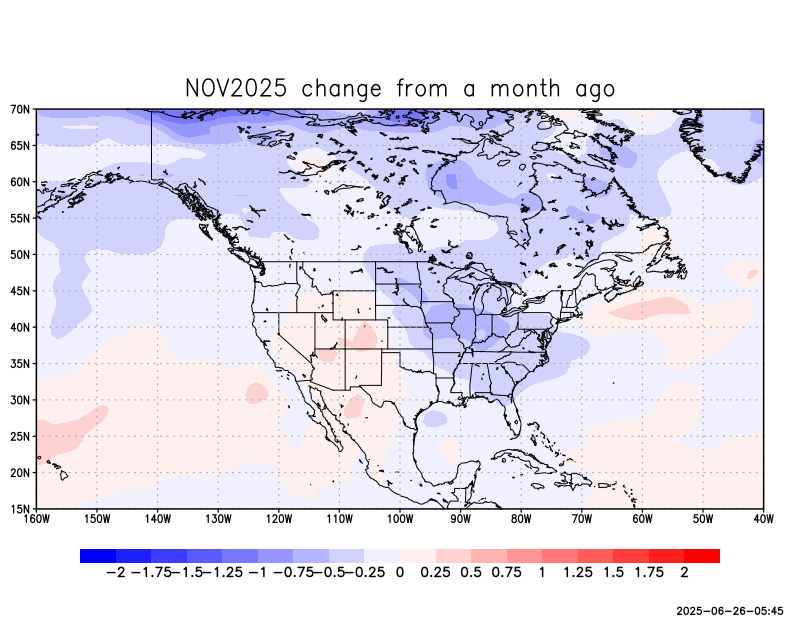 NOV2025 change from a month ago
70N
65N
60N
55N
50N
45N
40N
35N
30N
25N
20N
15N
160W 150W 140W 130W 120W 110W 100W 90W 80W 70W 60W 50W 40W
−2 −1.75 −1.5 −1.25 −1 −0.75 −0.5 −0.25 0 0.25 0.5 0.75 1 1.25 1.5 1.75 2
2025−06−26−05:45